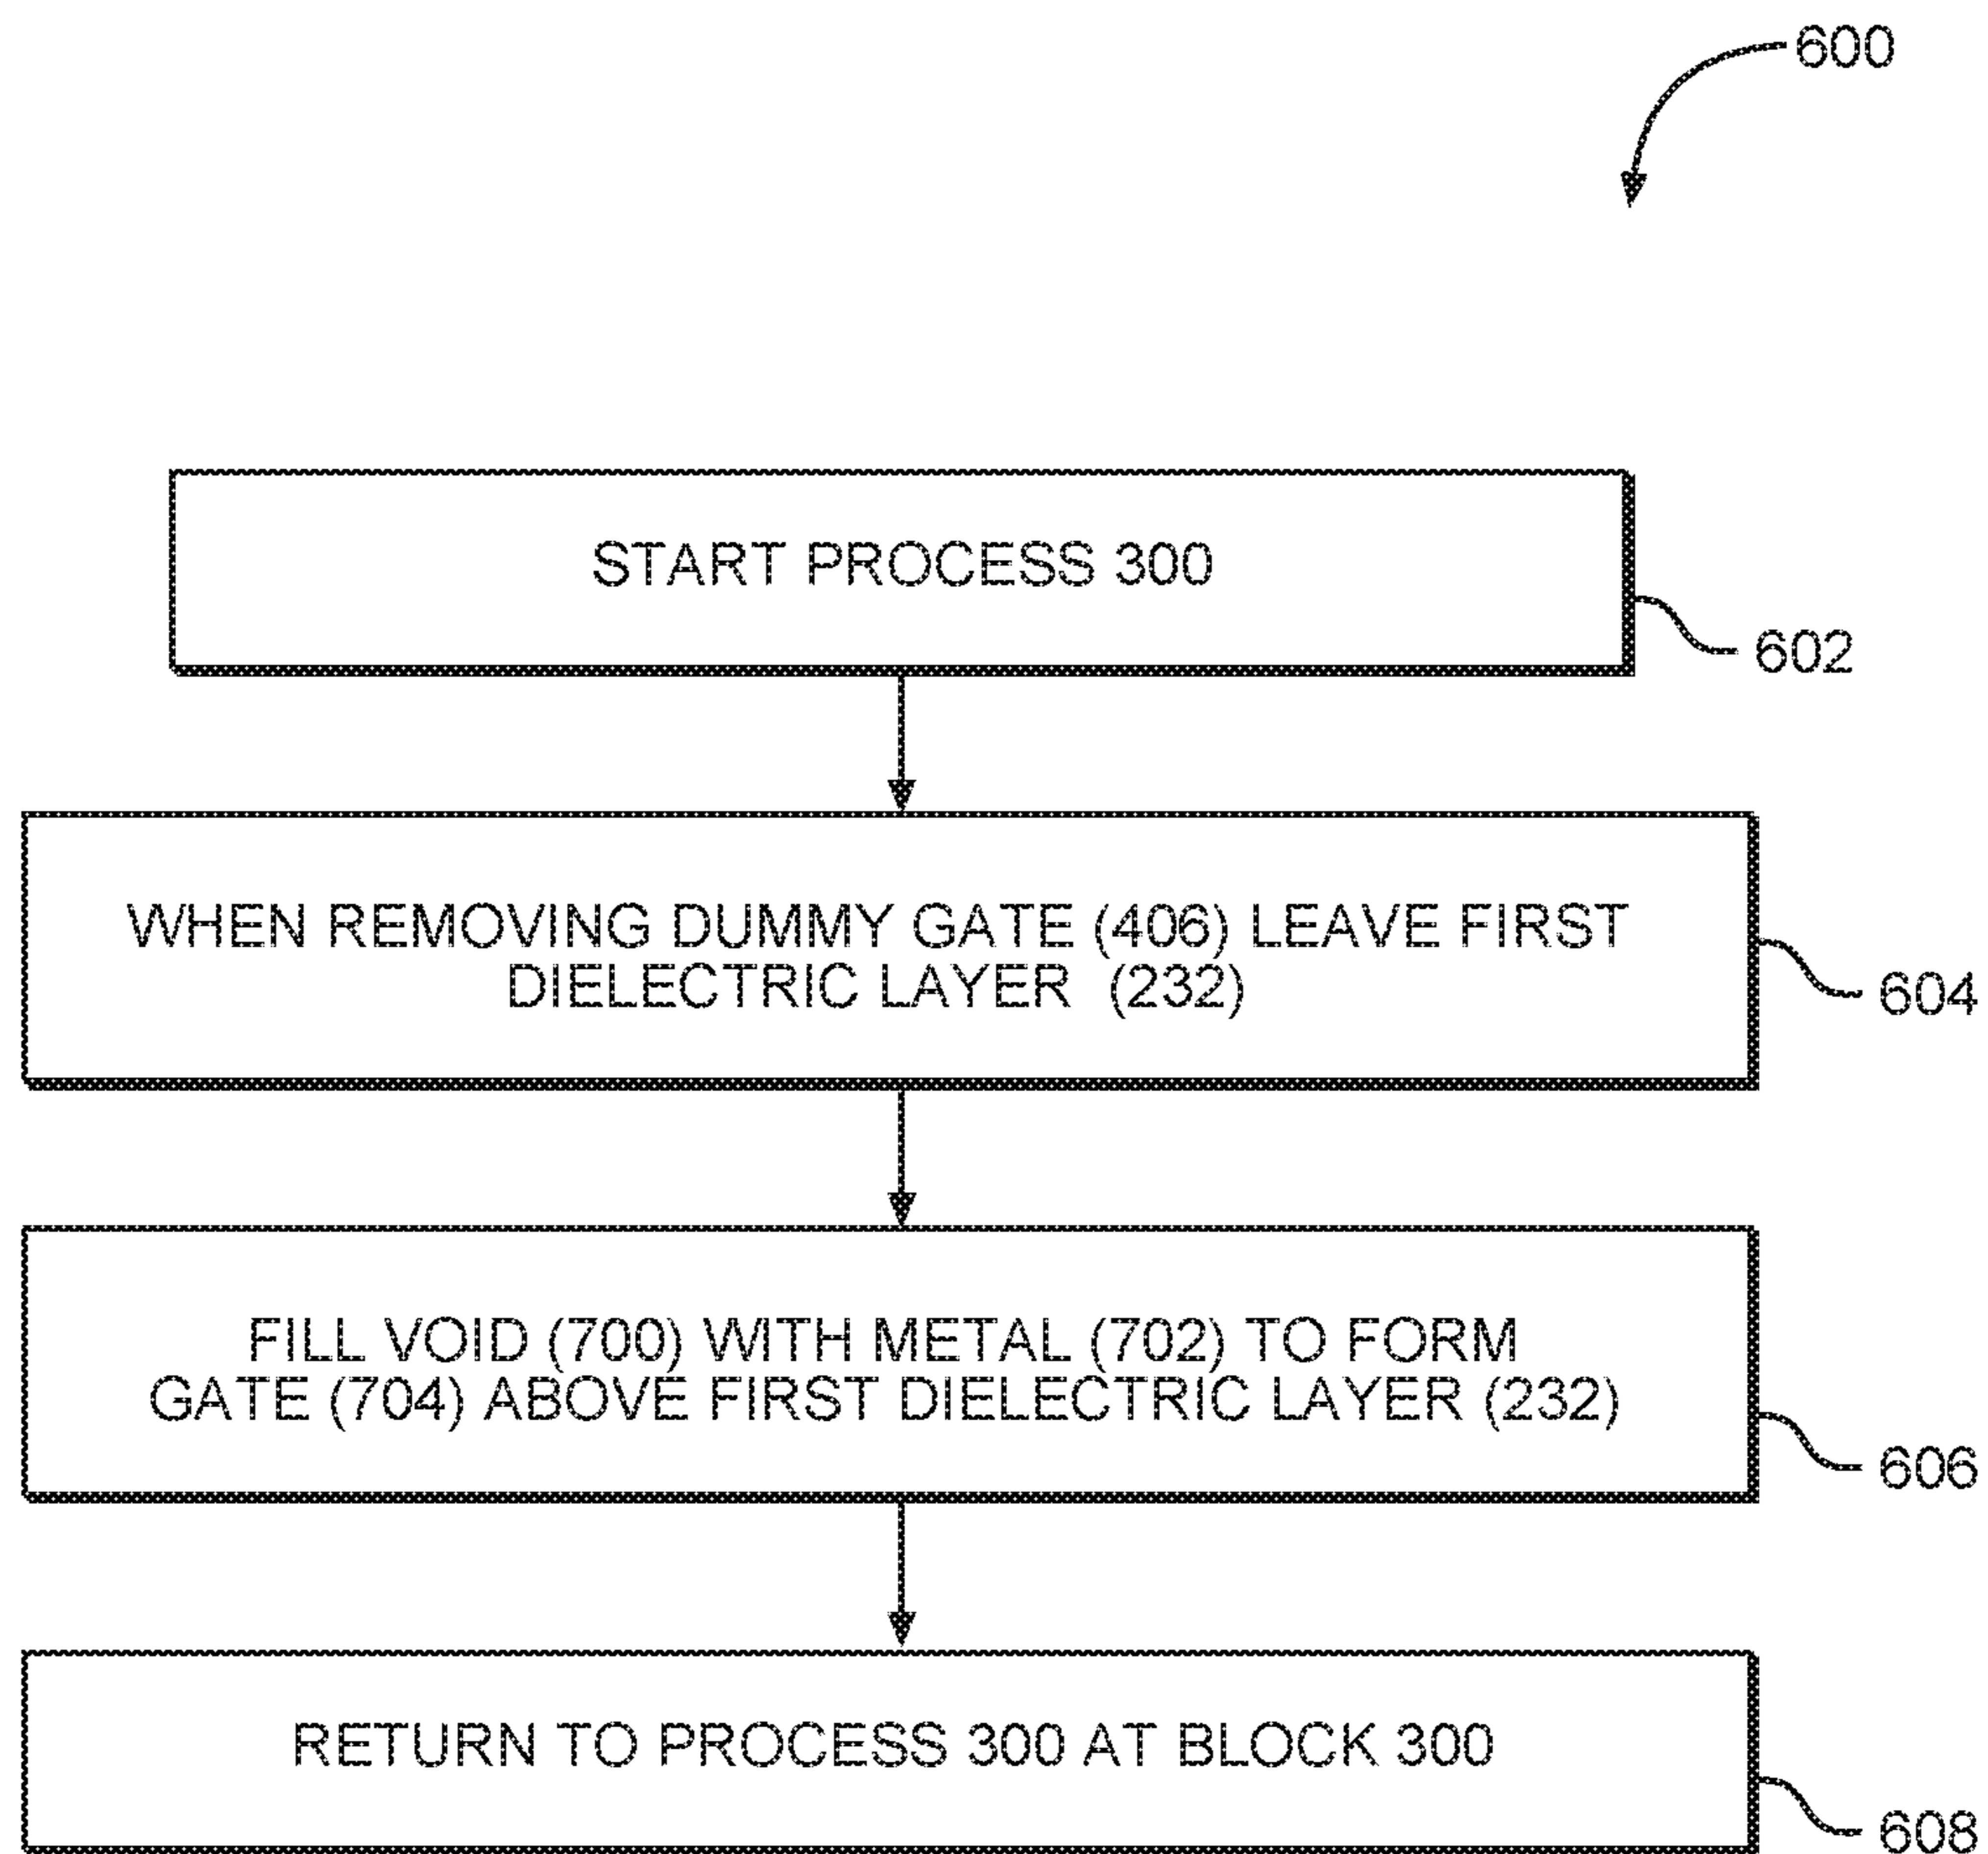 600
START PROCESS 300
602
WHEN REMOVING DUMMY GATE (406) LEAVE FIRST
DIELECTRIC LAYER (232)
604
FILL VOID (700) WITH METAL (702) TO FORM
GATE (704) ABOVE FIRST DIELECTRIC LAYER (232)
606
RETURN TO PROCESS 300 AT BLOCK 300
608